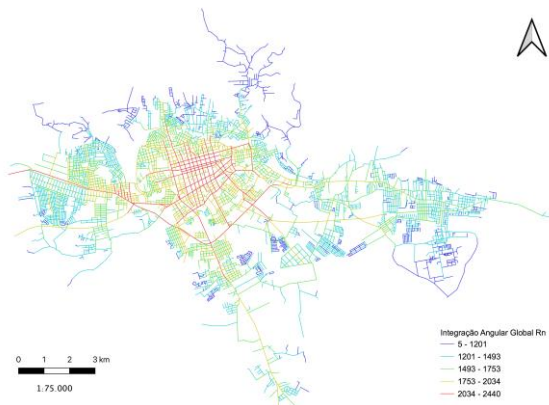 Integração Angular Global Rn
5 - 1201
1201 - 1493
1493 - 1753
1753 - 2034
2034 - 2440
0 1 2 3 km
1:75.000